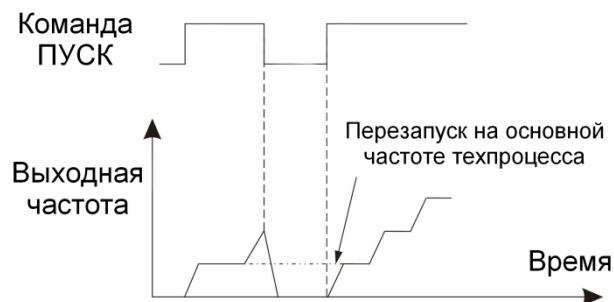 Команда
ПУСК
Перезапуск на основной
частоте техпроцесса
Выходная
частота
Время